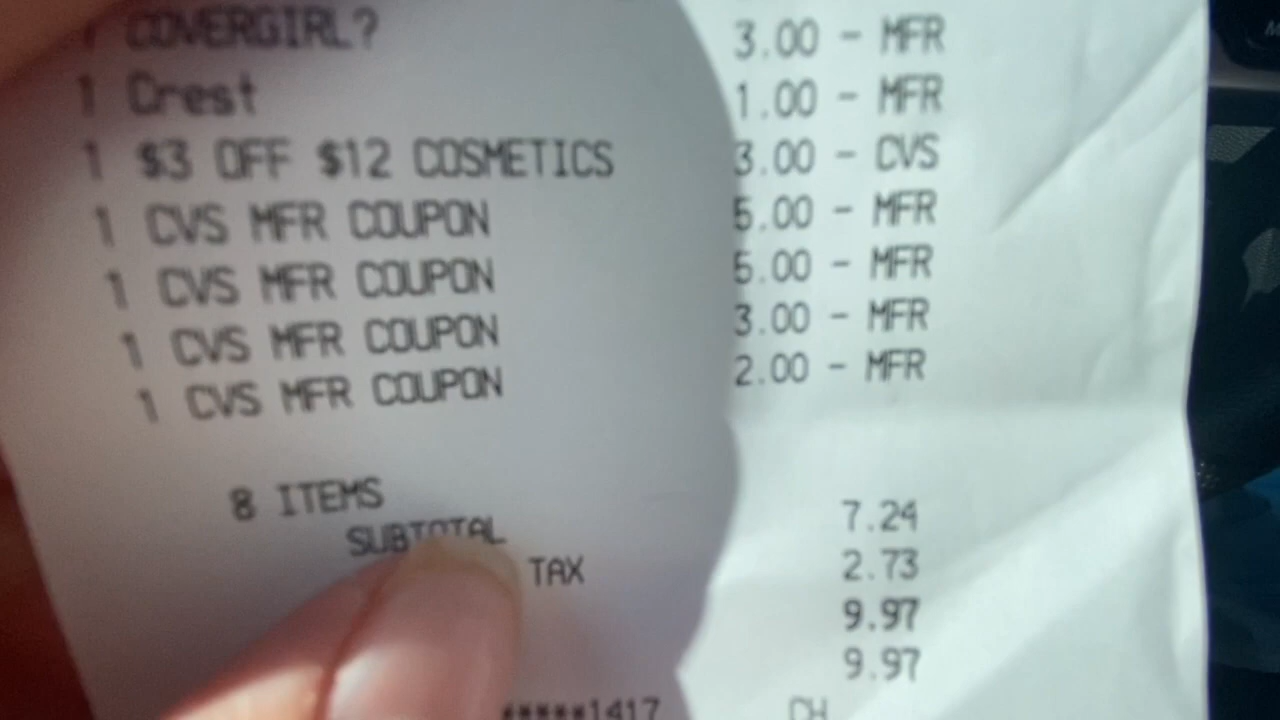 1 COVERGIRL? 3.00 - MFR
1 Crest 1.00 - MFR
1 $3 OFF $12 COSMETICS 3.00 - CVS
1 CVS MFR COUPON 5.00 - MFR
1 CVS MFR COUPON 5.00 - MFR
1 CVS MFR COUPON 3.00 - MFR
1 CVS MFR COUPON 2.00 - MFR
8 ITEMS
SUBTOTAL 7.24
TAX 2.73
9.97
9.97
*****1417 CH